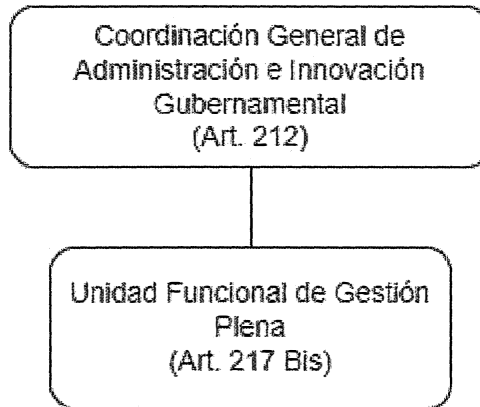 Coordinación General de
Administración e Innovación
Gubernamental
(Art. 212)
Unidad Funcional de Gestión
Plena
(Art. 217 Bis)